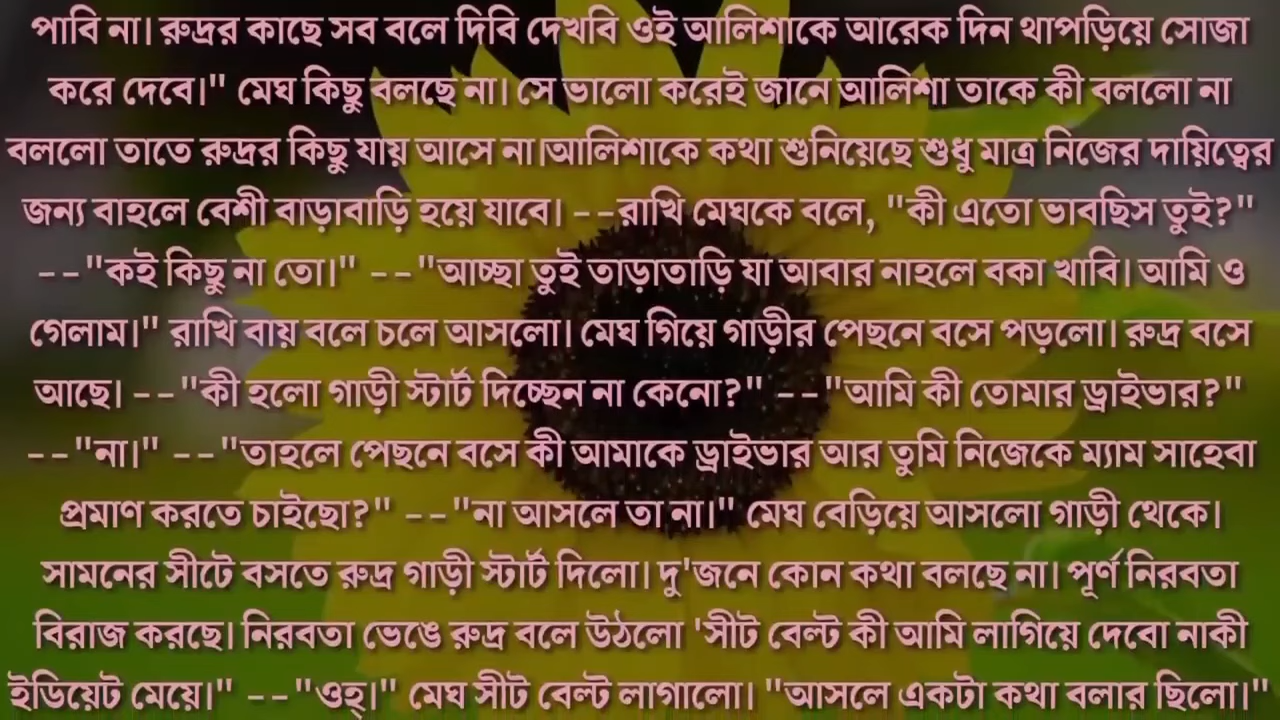 পাবি না। রুদ্রর কাছে সব বলে দিবি দেখবি ওই আলিশাকে আরেক দিন থাপড়িয়ে সোজা
করে দেবে।" মেঘ কিছু বলছে না। সে ভালো করেই জানে আলিশা তাকে কী বললো না
বললো তাতে রুদ্রর কিছু যায় আসে না।আলিশাকে কথা শুনিয়েছে শুধু মাত্র নিজের দায়িত্বের
জন্য বাহলে বেশী বাড়াবাড়ি হয়ে যাবে। --রাখি মেঘকে বলে, "কী এতো ভাবছিস তুই?"
--"কই কিছু না তো।" --"আচ্ছা তুই তাড়াতাড়ি যা আবার নাহলে বকা খাবি। আমি ও
গেলাম।" রাখি বায় বলে চলে আসলো। মেঘ গিয়ে গাড়ীর পেছনে বসে পড়লো। রুদ্র বসে
আছে। --"কী হলো গাড়ী স্টার্ট দিচ্ছেন না কেনো?" --"আমি কী তোমার ড্রাইভার?"
--"না।" --"তাহলে পেছনে বসে কী আমাকে ড্রাইভার আর তুমি নিজেকে ম্যাম সাহেবা
প্রমাণ করতে চাইছো?" --"না আসলে তা না।" মেঘ বেড়িয়ে আসলো গাড়ী থেকে।
সামনের সীটে বসতে রুদ্র গাড়ী স্টার্ট দিলো। দু'জনে কোন কথা বলছে না। পূর্ণ নিরবতা
বিরাজ করছে। নিরবতা ভেঙে রুদ্র বলে উঠলো 'সীট বেল্ট কী আমি লাগিয়ে দেবো নাকী
ইডিয়েট মেয়ে।" --"ওহ্।" মেঘ সীট বেল্ট লাগালো। "আসলে একটা কথা বলার ছিলো।"